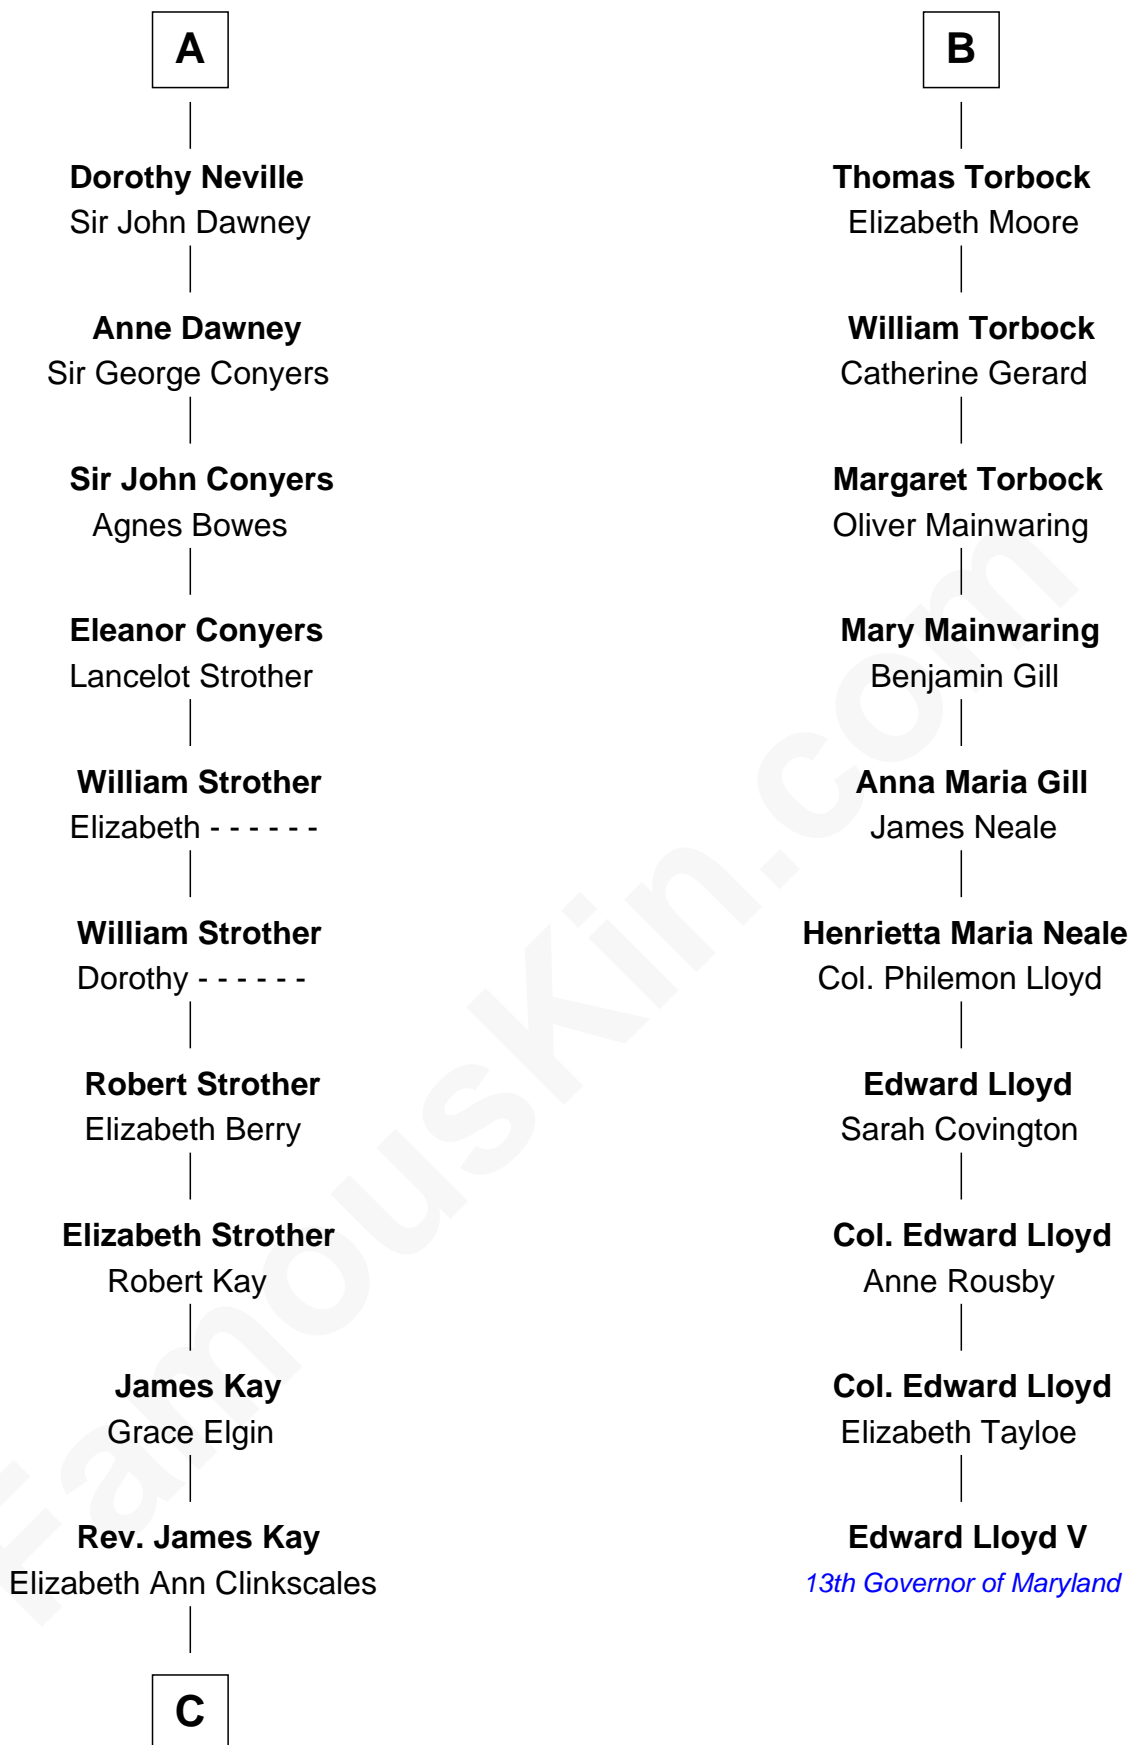 A
Dorothy Neville
Sir John Dawney
Anne Dawney
Sir George Conyers
Sir John Conyers
Agnes Bowes
Eleanor Conyers
Lancelot Strother
William Strother
Elizabeth - - - - - -
William Strother
Dorothy - - - - - -
Robert Strother
Elizabeth Berry
Elizabeth Strother
Robert Kay
James Kay
Grace Elgin
Rev. James Kay
Elizabeth Ann Clinkscales
C
B
Thomas Torbock
Elizabeth Moore
William Torbock
Catherine Gerard
Margaret Torbock
Oliver Mainwaring
Mary Mainwaring
Benjamin Gill
Anna Maria Gill
James Neale
Henrietta Maria Neale
Col. Philemon Lloyd
Edward Lloyd
Sarah Covington
Col. Edward Lloyd
Anne Rousby
Col. Edward Lloyd
Elizabeth Tayloe
Edward Lloyd V
13th Governor of Maryland
FamousKin.com